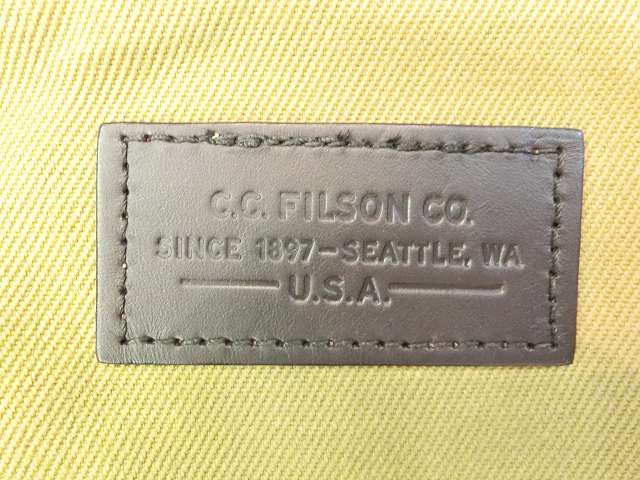 C.C. FILSON CO.
SINCE 1897-SEATTLE, WA
U.S.A.